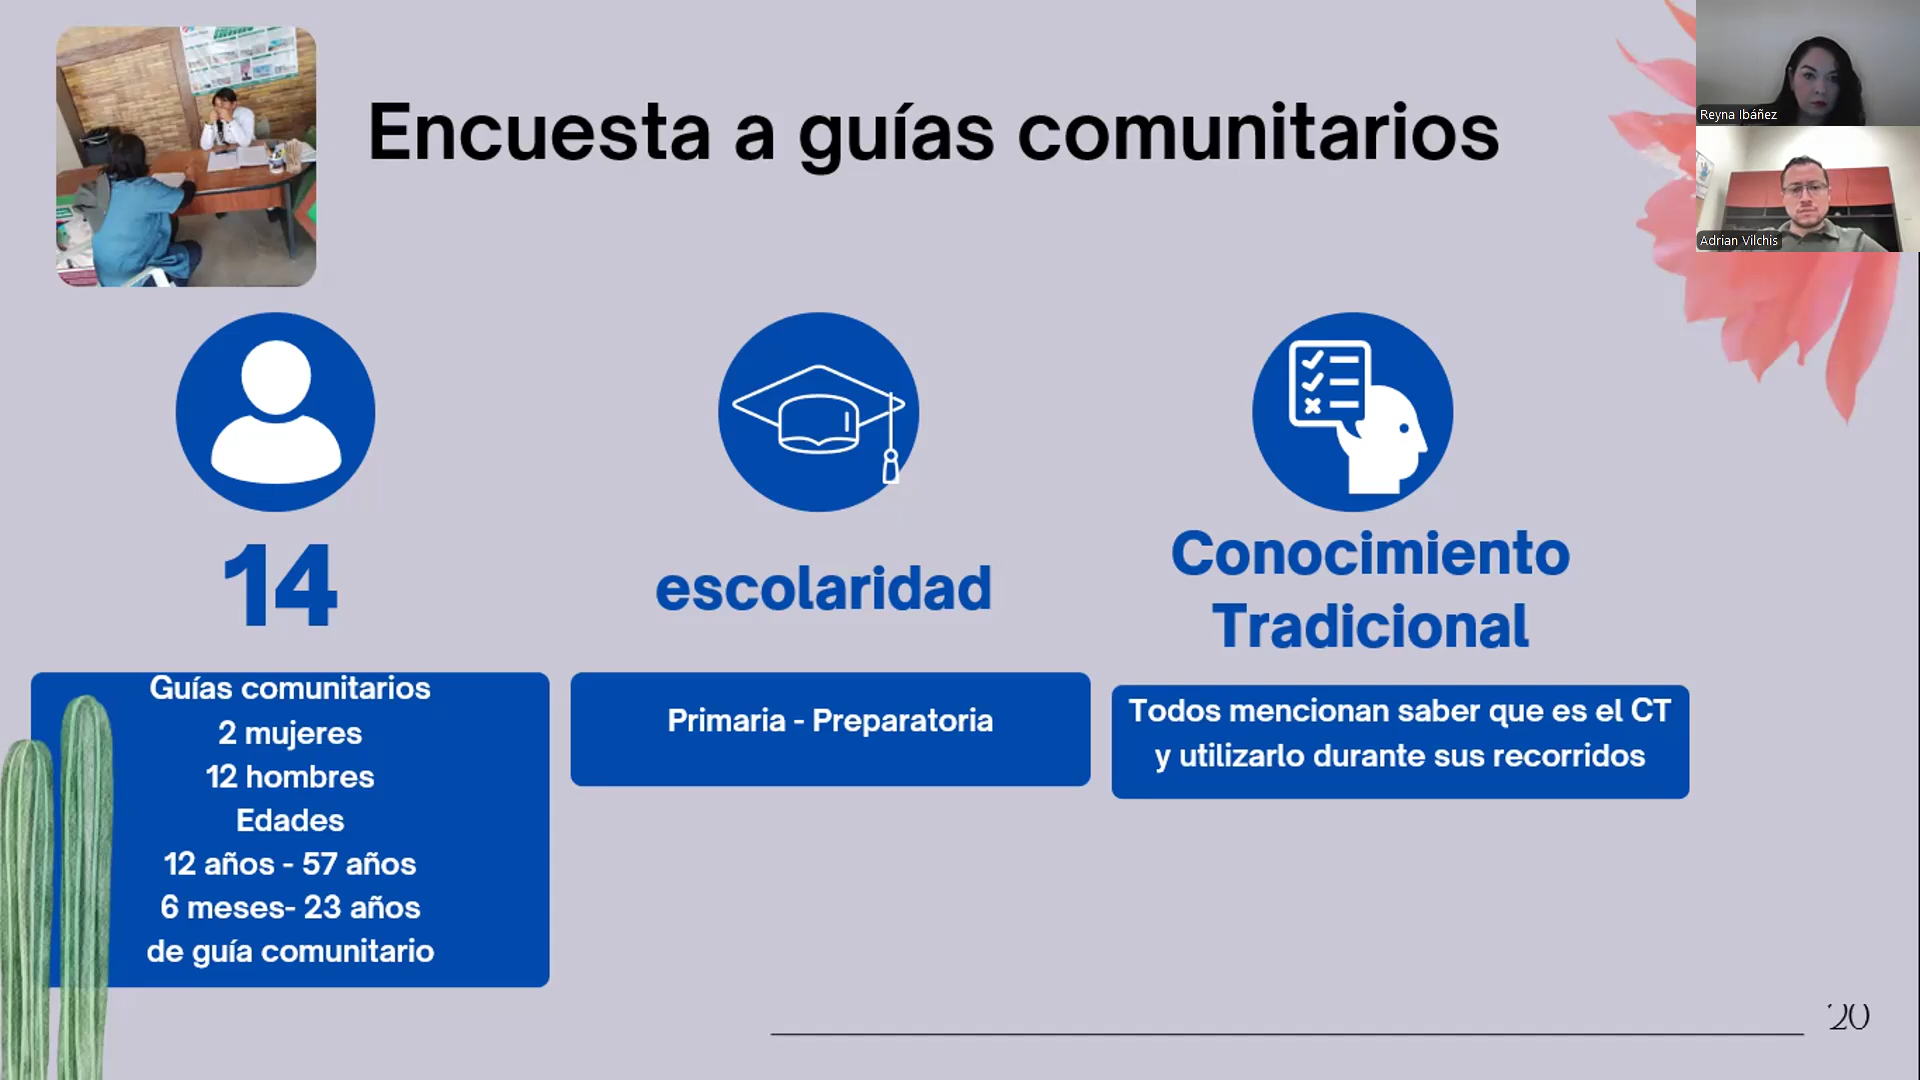 Encuesta a guías comunitarios
Reyna Ibáñez
Adrian Vilchis
14
Guías comunitarios
2 mujeres
12 hombres
Edades
12 años - 57 años
6 meses- 23 años
de guía comunitario
escolaridad
Primaria - Preparatoria
Conocimiento
Tradicional
Todos mencionan saber que es el CT
y utilizarlo durante sus recorridos
20